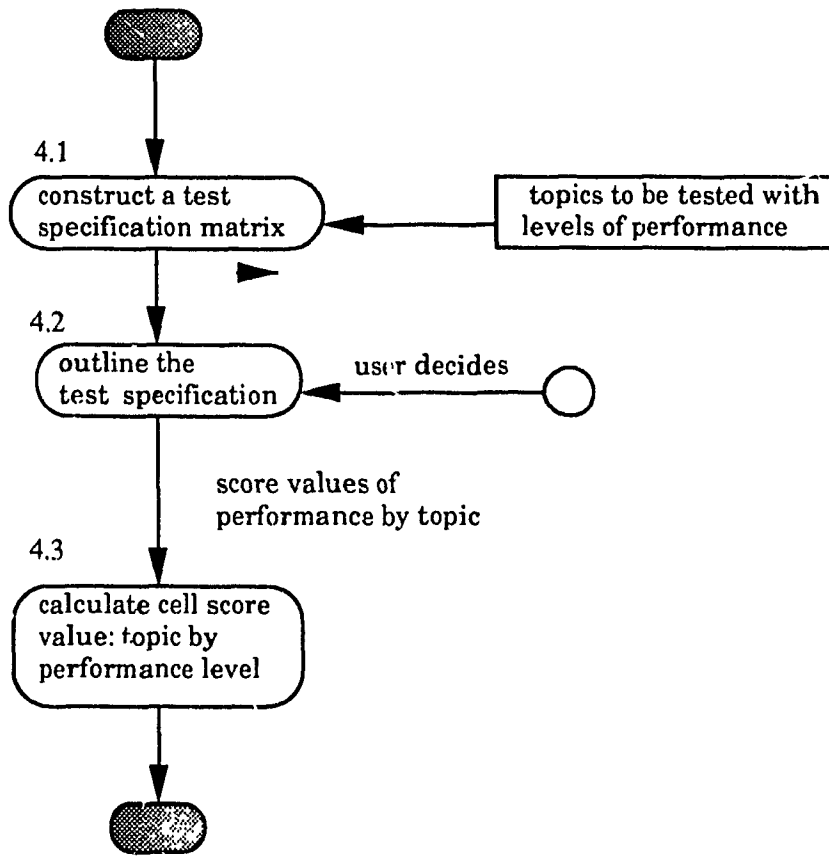 4.1
construct a test
specification matrix
topics to be tested with
levels of performance
4.2
outline the
test specification
user decides
score values of
performance by topic
4.3
calculate cell score
value: topic by
performance level